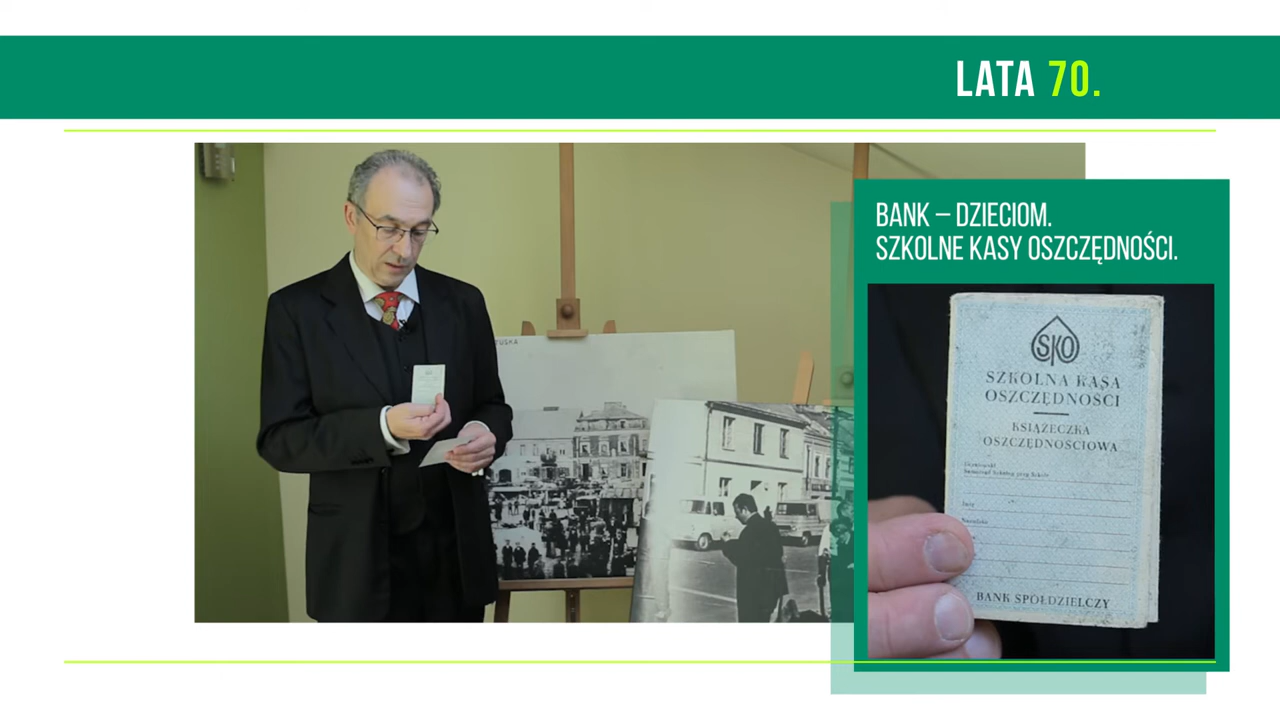 LATA 70.
BANK – DZIECIOM.
SZKOLNE KASY OSZCZĘDNOŚCI.
SKO
SZKOLNA KASA
OSZCZĘDNOŚCI
KSIĄŻECZKA
OSZCZĘDNOŚCIOWA
BANK SPÓŁDZIELCZY